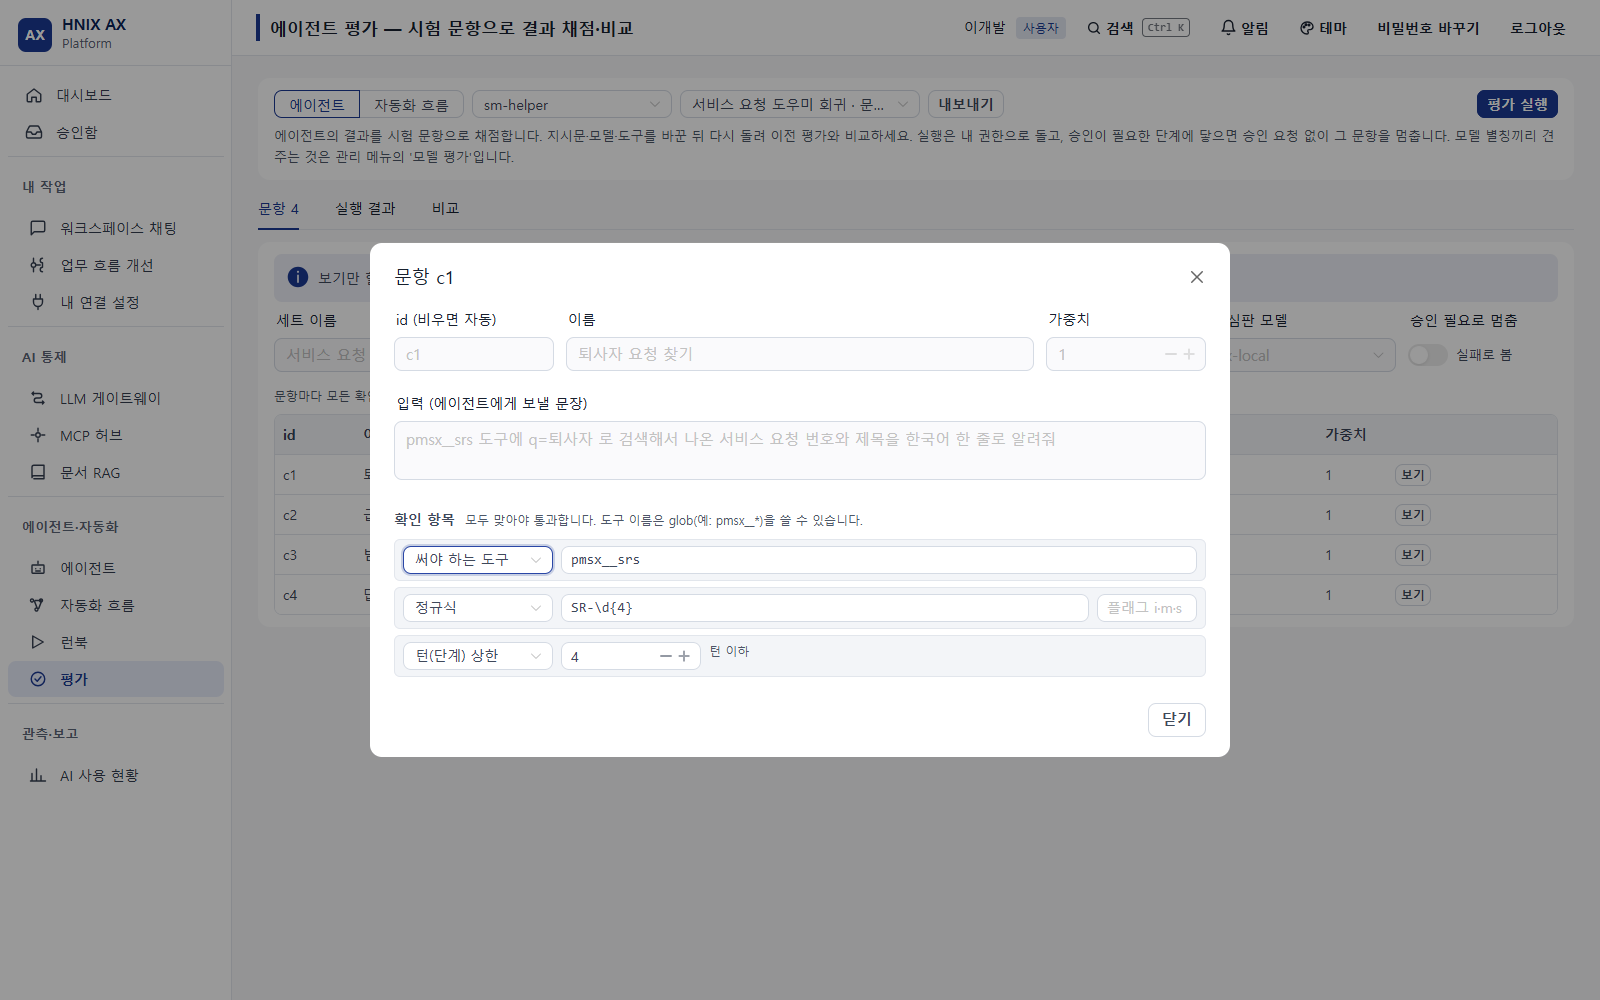 AX
HNIX AX
Platform
에이전트 평가 — 시험 문항으로 결과 채점·비교
이개발
사용자
검색
Ctrl K
알림
테마
비밀번호 바꾸기
로그아웃
대시보드
승인함
내 작업
워크스페이스 채팅
업무 흐름 개선
내 연결 설정
AI 통제
LLM 게이트웨이
MCP 허브
문서 RAG
에이전트·자동화
에이전트
자동화 흐름
런북
평가
관측·보고
AI 사용 현황
에이전트
자동화 흐름
sm-helper
서비스 요청 도우미 회귀 · 문...
내보내기
평가 실행
에이전트의 결과를 시험 문항으로 채점합니다. 지시문·모델·도구를 바꾼 뒤 다시 돌려 이전 평가와 비교하세요. 실행은 내 권한으로 돌고, 승인이 필요한 단계에 닿으면 승인 요청 없이 그 문항을 멈춥니다. 모델 별칭끼리 견
주는 것은 관리 메뉴의 '모델 평가'입니다.
문항 4
실행 결과
비교
보기만
세트 이름
심판 모델
승인 필요로 멈춤
서비스 요청
-local
실패로 봄
문항마다 모든
id
가중치
c1
1
보기
c2
1
보기
c3
1
보기
c4
1
보기
문항 c1
id (비우면 자동)
이름
가중치
c1
퇴사자 요청 찾기
1
입력 (에이전트에게 보낼 문장)
pmsx__srs 도구에 q=퇴사자 로 검색해서 나온 서비스 요청 번호와 제목을 한국어 한 줄로 알려줘
확인 항목
모두 맞아야 통과합니다. 도구 이름은 glob(예: pmsx__*)을 쓸 수 있습니다.
써야 하는 도구
pmsx__srs
정규식
SR-\d{4}
플래그 i·m·s
턴(단계) 상한
4
턴 이하
닫기